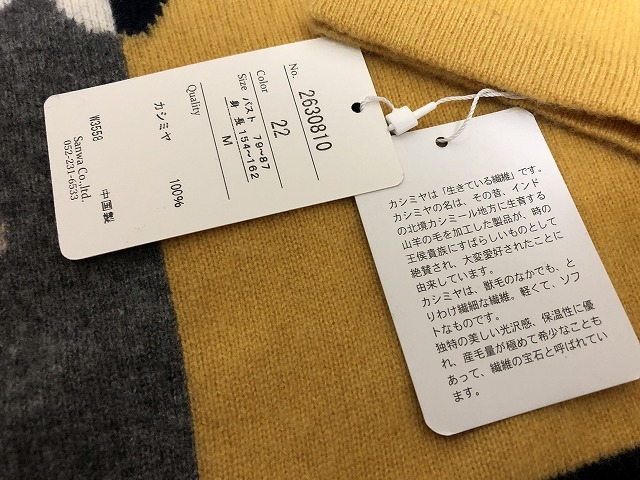 No. 2630810
Color 22
Size バスト 79~87
身長 154~162
M
Quality
カシミヤ 100%
W3558 中国製
Sanwa Co.,ltd.
052-231-6533
カシミヤは「生きている繊維」です。
カシミヤの名は、その昔、インド
の北境カシミール地方に生育する
山羊の毛を加工した製品が、時の
王侯貴族にすばらしいものとして
絶賛され、大変愛好されたことに
由来しています。
カシミヤは、獣毛のなかでも、と
りわけ繊細な繊維。軽くて、ソフ
トなものです。
独特の美しい光沢感、保温性に優
れ、産毛量が極めて希少なことも
あって、繊維の宝石と呼ばれてい
ます。